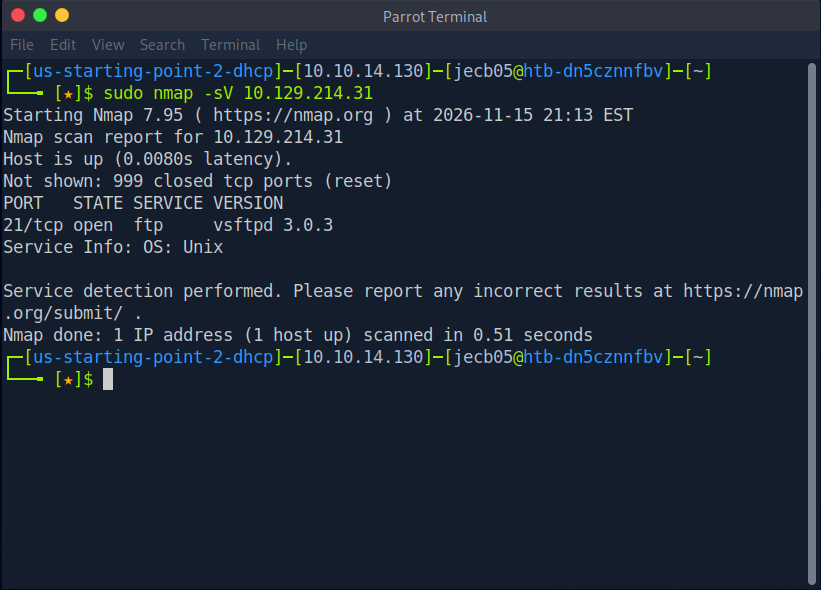 Parrot Terminal
File Edit View Search Terminal Help
┌─[us-starting-point-2-dhcp]─[10.10.14.130]─[jecb05@htb-dn5cznnfbv]─[~]
└──╼ [★]$ sudo nmap -sV 10.129.214.31
Starting Nmap 7.95 ( https://nmap.org ) at 2026-11-15 21:13 EST
Nmap scan report for 10.129.214.31
Host is up (0.0080s latency).
Not shown: 999 closed tcp ports (reset)
PORT   STATE SERVICE VERSION
21/tcp open  ftp     vsftpd 3.0.3
Service Info: OS: Unix

Service detection performed. Please report any incorrect results at https://nmap
.org/submit/ .
Nmap done: 1 IP address (1 host up) scanned in 0.51 seconds
┌─[us-starting-point-2-dhcp]─[10.10.14.130]─[jecb05@htb-dn5cznnfbv]─[~]
└──╼ [★]$